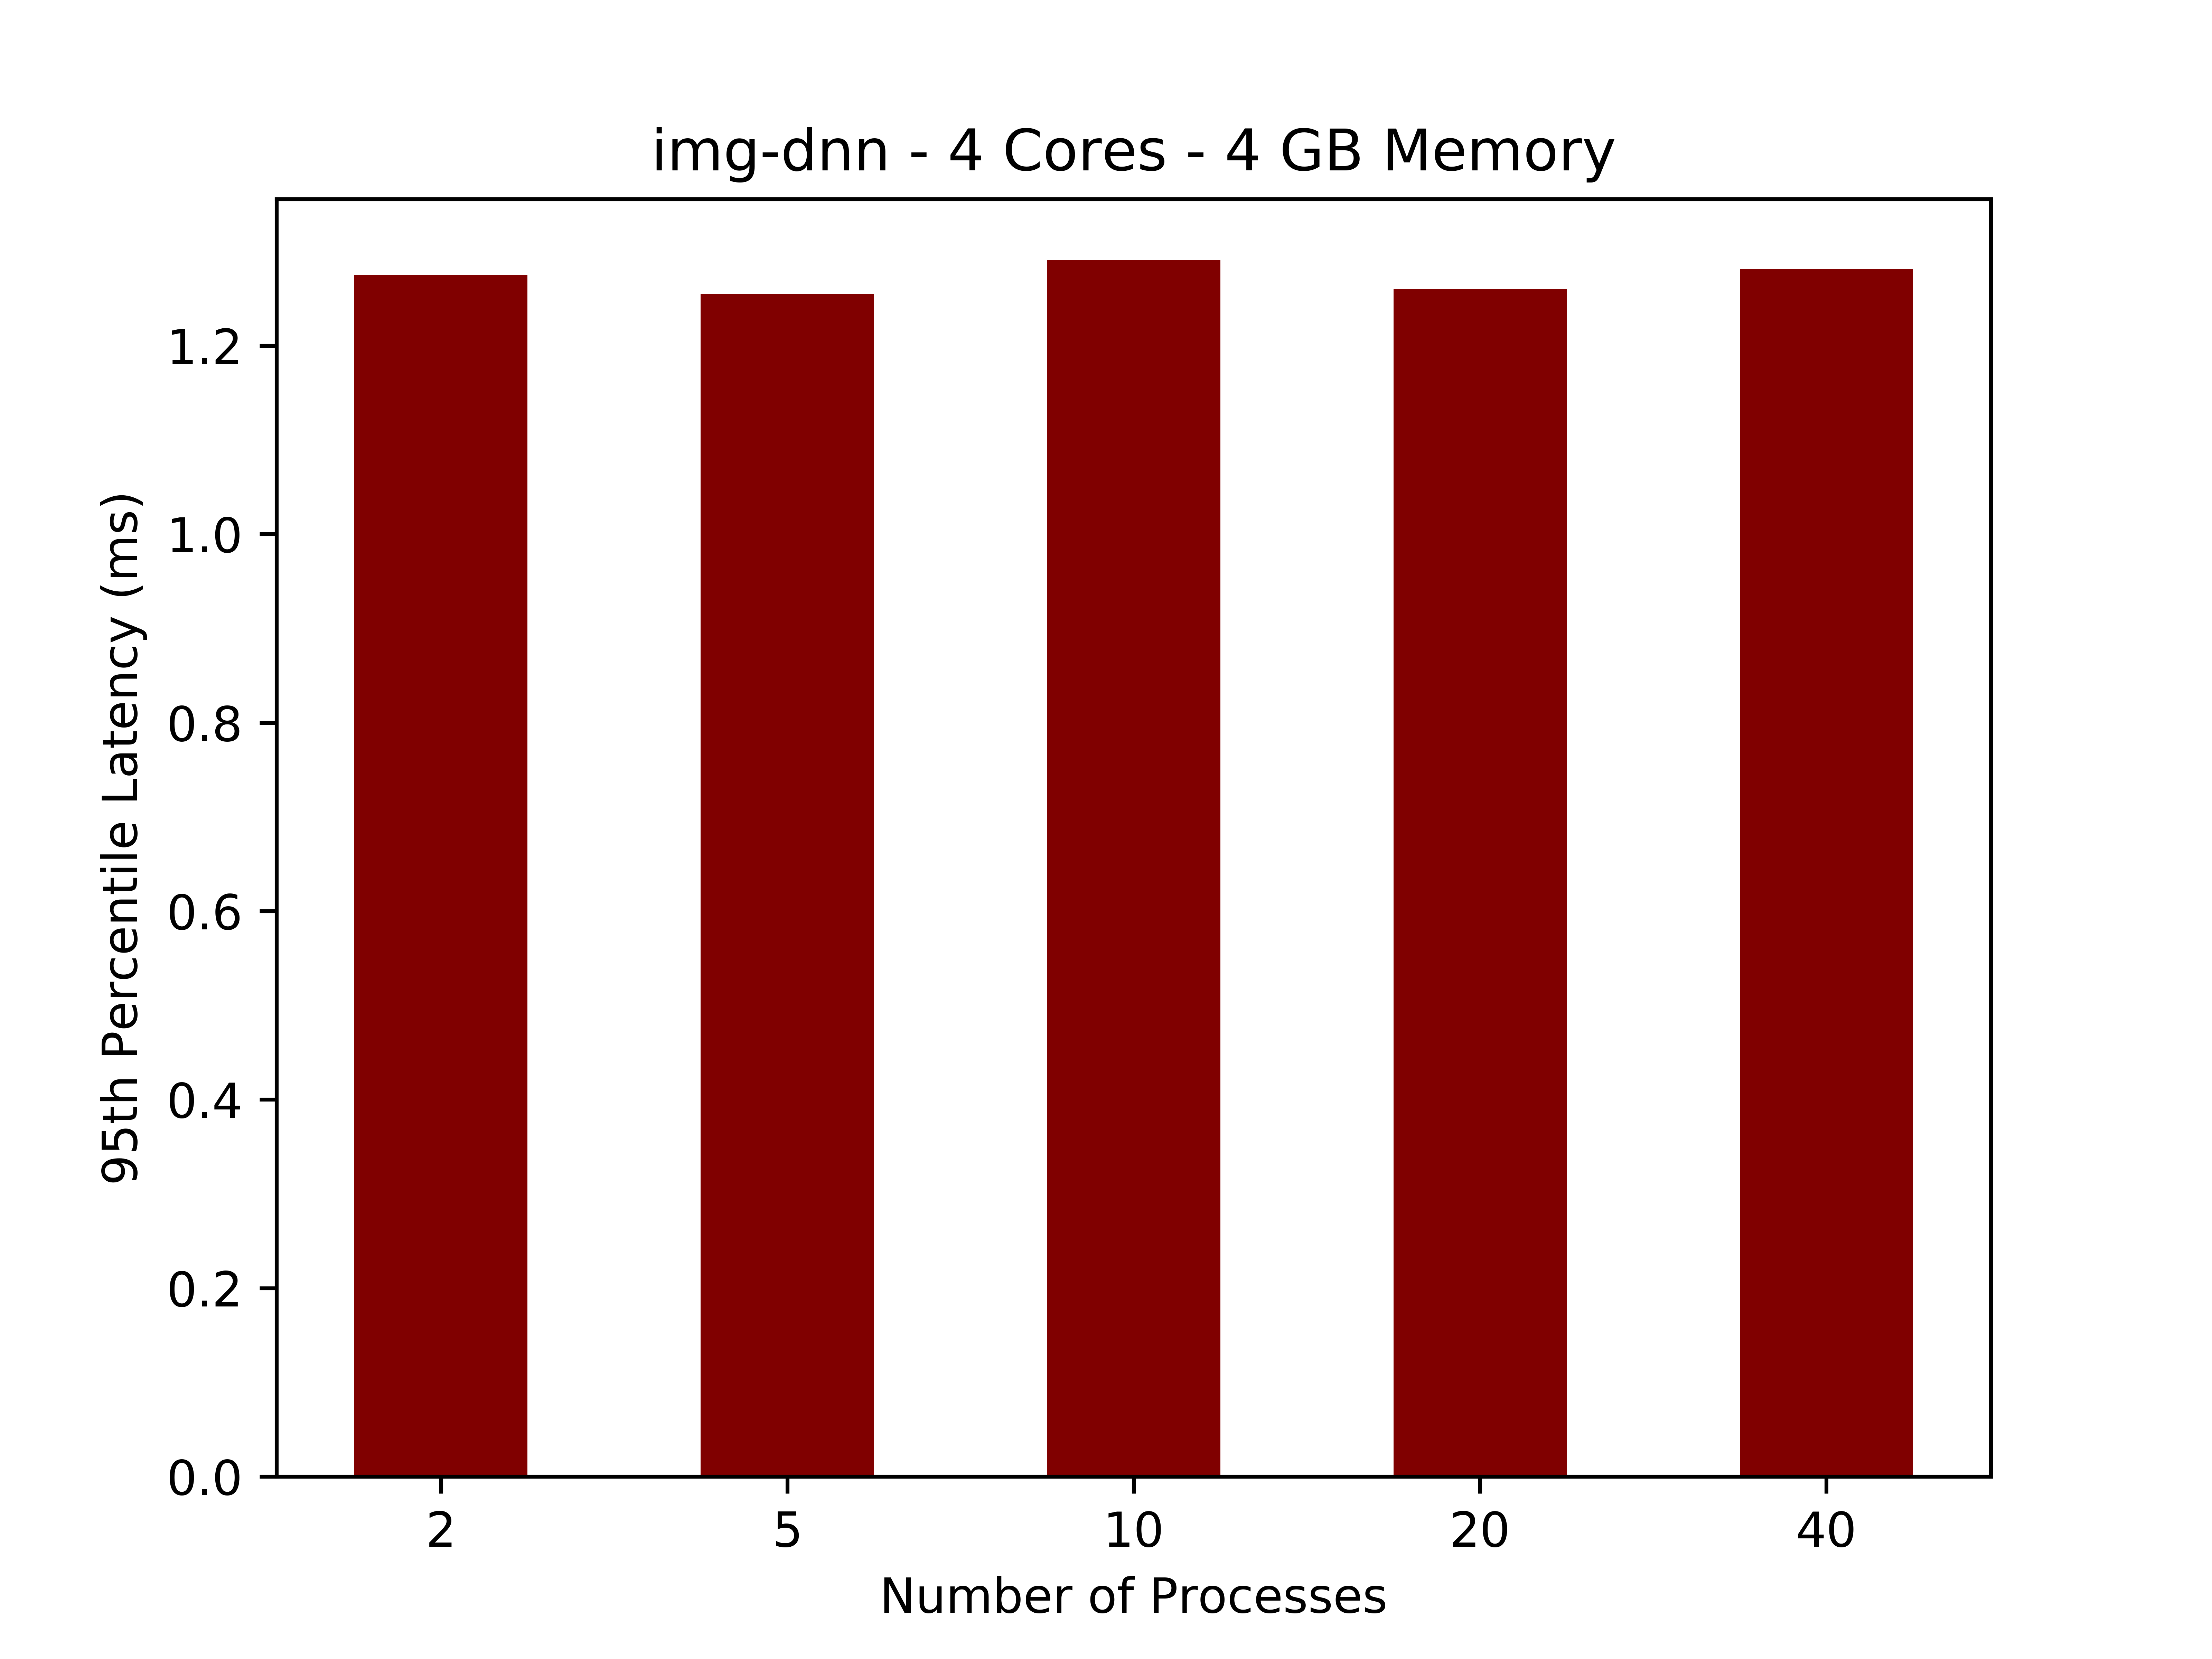 img-dnn - 4 Cores - 4 GB Memory
95th Percentile Latency (ms)
1.2
1.0
0.8
0.6
0.4
0.2
0.0
2 5 10 20 40
Number of Processes